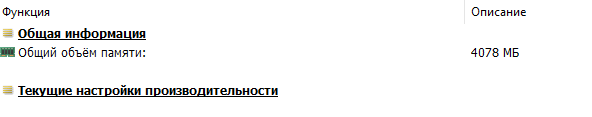 Функция Описание
Общая информация
Общий объём памяти: 4078 МБ
Текущие настройки производительности